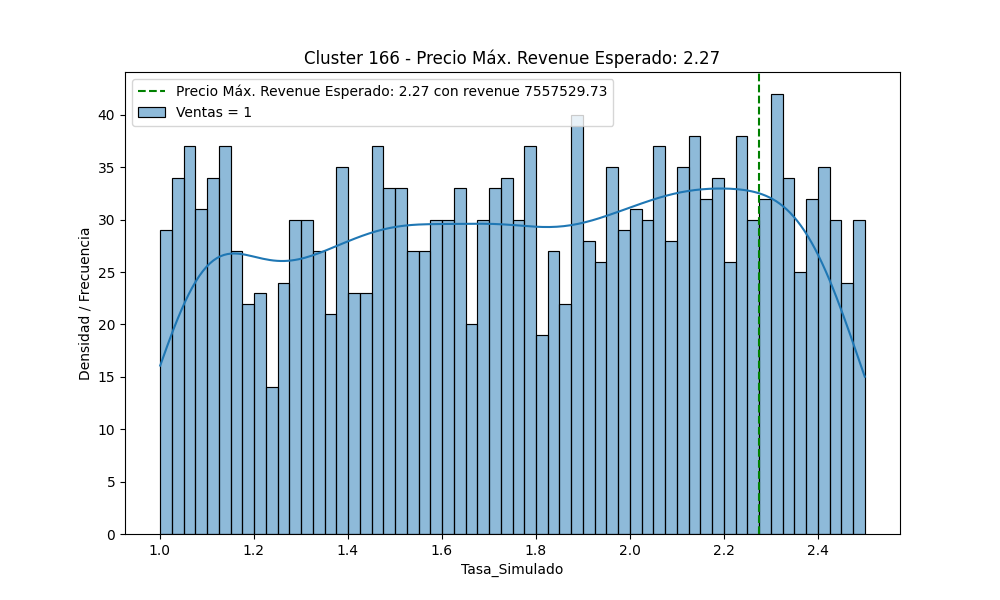 Cluster 166 - Precio Máx. Revenue Esperado: 2.27
Precio Máx. Revenue Esperado: 2.27 con revenue 7557529.73
Ventas = 1
Densidad / Frecuencia
40
35
30
25
20
15
10
5
0
1.0 1.2 1.4 1.6 1.8 2.0 2.2 2.4
Tasa_Simulado